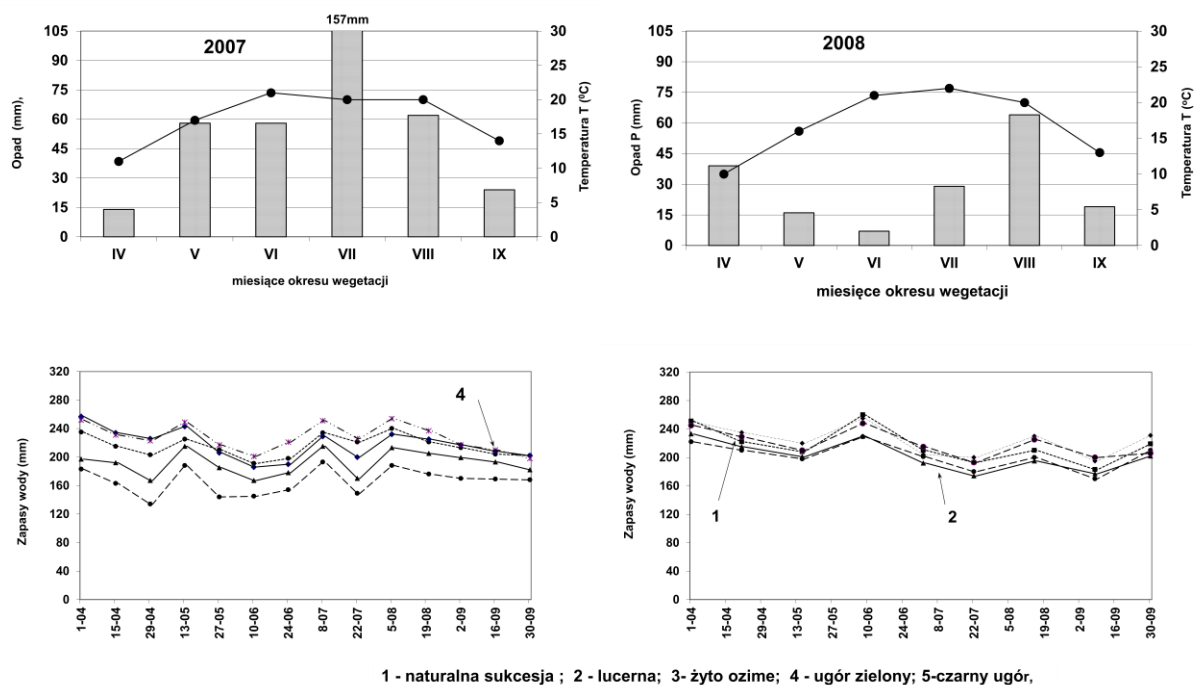 157mm
105 90 75 60 45 30 15 0
Opad (mm),
2007
30 25 20 15 10 5 0
Temperatura T (⁰C)
IV V VI VII VIII IX
miesiące okresu wegetacji
105 90 75 60 45 30 15 0
Opad P (mm)
2008
30 25 20 15 10 5 0
Temperatura T (ºC)
IV V VI VII VIII IX
miesięce okresu wegetacji
320 280 240 200 160 120 80 40 0
Zapasy wody (mm)
4
1-04 15-04 29-04 13-05 27-05 10-06 24-06 8-07 22-07 5-08 19-08 2-09 16-09 30-09
320 280 240 200 160 120 80 40 0
Zapasy wody (mm)
1
2
1-04 15-04 29-04 13-05 27-05 10-06 24-06 8-07 22-07 5-08 19-08 2-09 16-09 30-09
1 - naturalna sukcesja ; 2 - lucerna; 3- żyto ozime; 4 - ugór zielony; 5-czarny ugór,